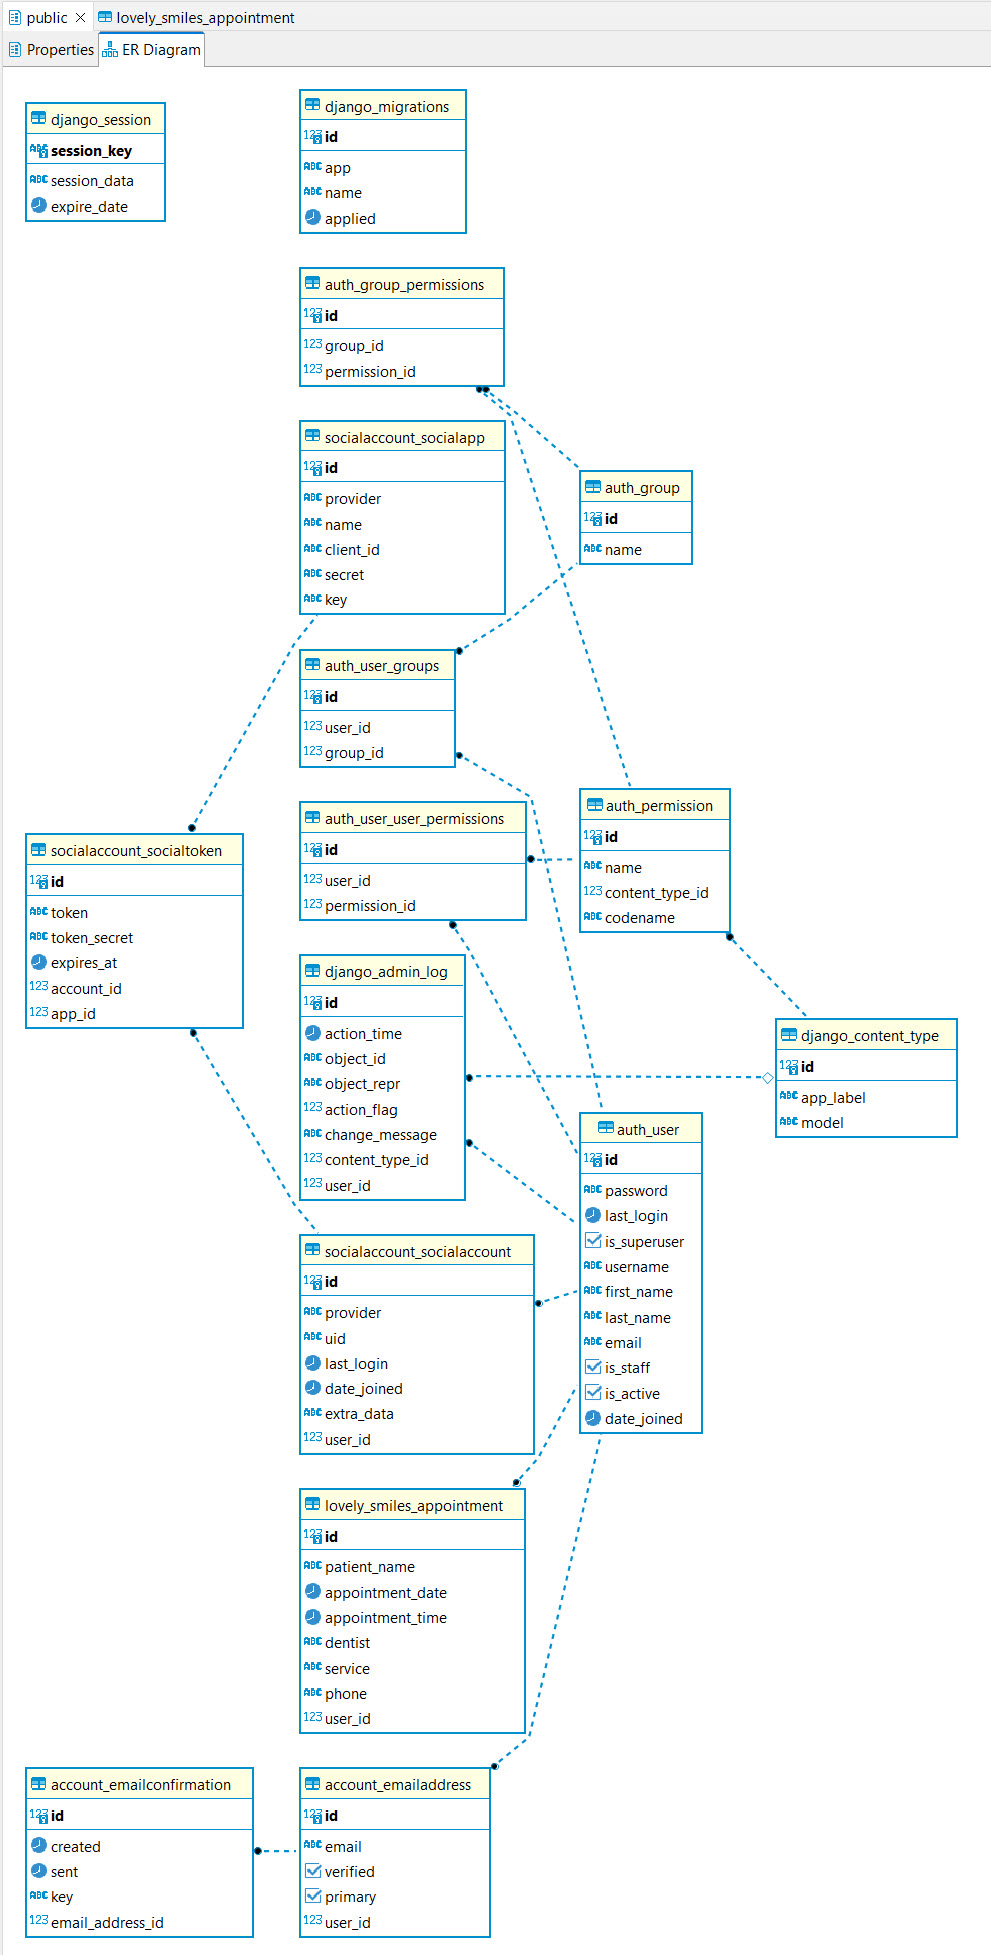 public
lovely_smiles_appointment
Properties
ER Diagram
django_session
session_key
session_data
expire_date
django_migrations
id
app
name
applied
auth_group_permissions
id
group_id
permission_id
socialaccount_socialapp
id
provider
name
client_id
secret
key
auth_group
id
name
auth_user_groups
id
user_id
group_id
auth_user_user_permissions
id
user_id
permission_id
auth_permission
id
name
content_type_id
codename
socialaccount_socialtoken
id
token
token_secret
expires_at
account_id
app_id
django_admin_log
id
action_time
object_id
object_repr
action_flag
change_message
content_type_id
user_id
django_content_type
id
app_label
model
auth_user
id
password
last_login
is_superuser
username
first_name
last_name
email
is_staff
is_active
date_joined
socialaccount_socialaccount
id
provider
uid
last_login
date_joined
extra_data
user_id
lovely_smiles_appointment
id
patient_name
appointment_date
appointment_time
dentist
service
phone
user_id
account_emailconfirmation
id
created
sent
key
email_address_id
account_emailaddress
id
email
verified
primary
user_id